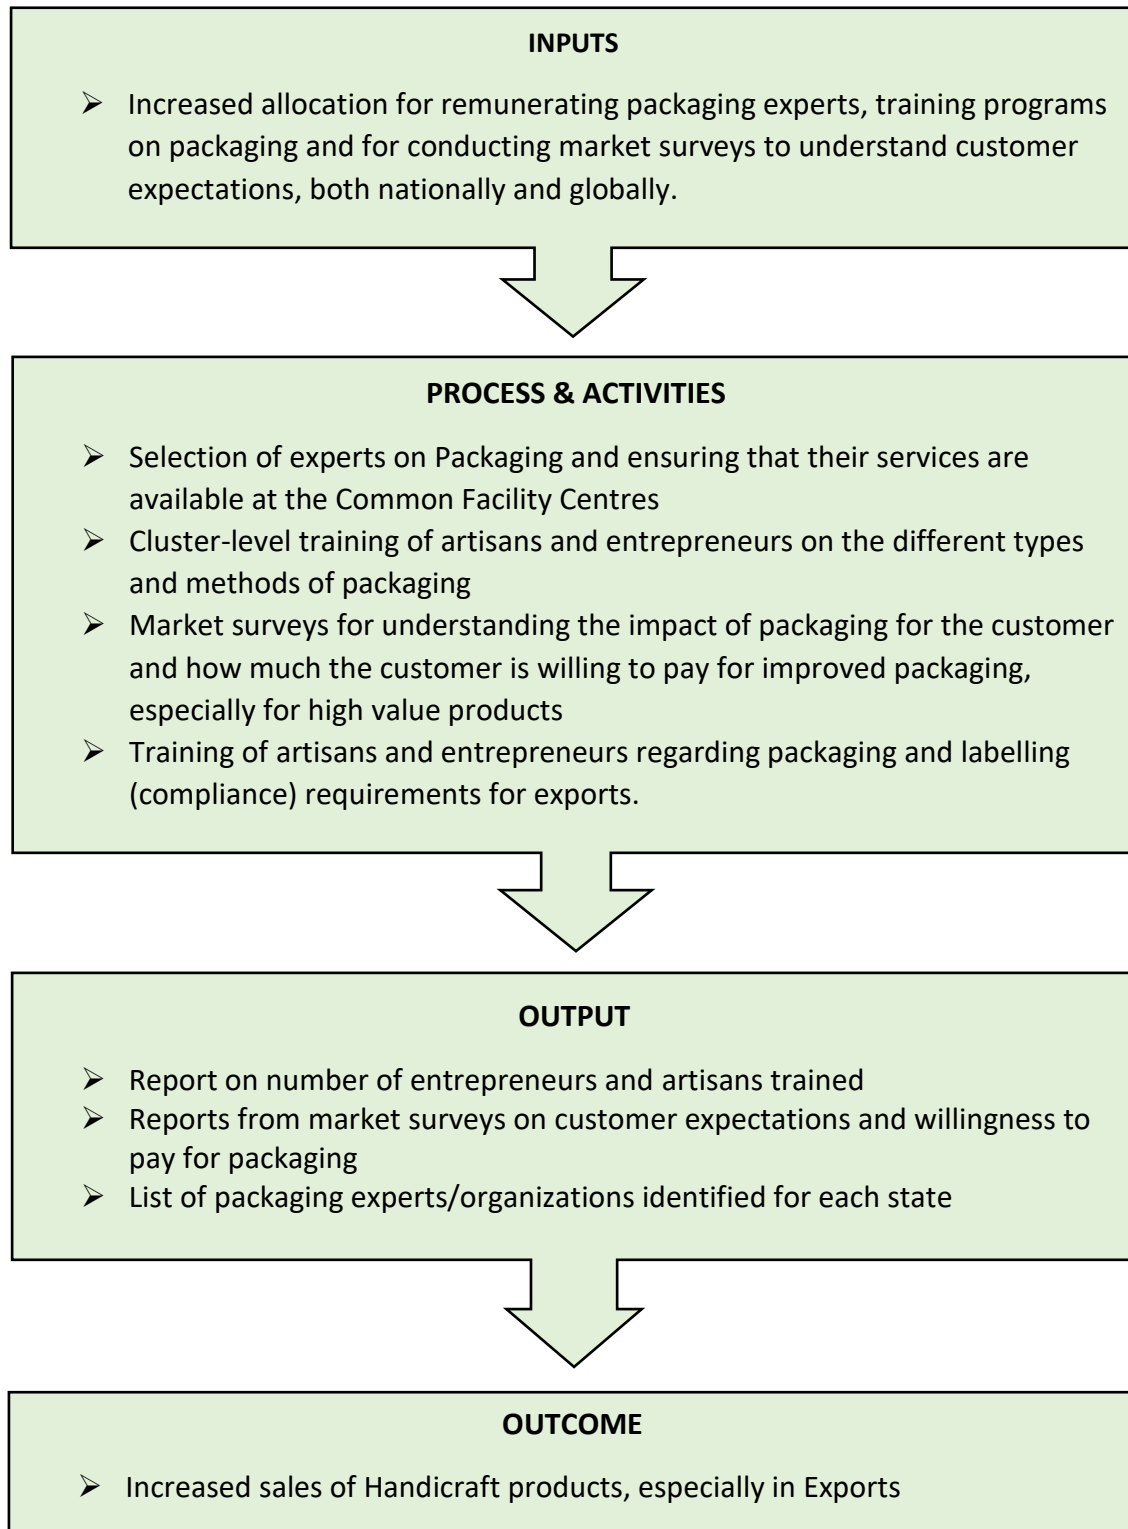 INPUTS
➢ Increased allocation for remunerating packaging experts, training programs
on packaging and for conducting market surveys to understand customer
expectations, both nationally and globally.
PROCESS & ACTIVITIES
➢ Selection of experts on Packaging and ensuring that their services are
available at the Common Facility Centres
➢ Cluster-level training of artisans and entrepreneurs on the different types
and methods of packaging
➢ Market surveys for understanding the impact of packaging for the customer
and how much the customer is willing to pay for improved packaging,
especially for high value products
➢ Training of artisans and entrepreneurs regarding packaging and labelling
(compliance) requirements for exports.
OUTPUT
➢ Report on number of entrepreneurs and artisans trained
➢ Reports from market surveys on customer expectations and willingness to
pay for packaging
➢ List of packaging experts/organizations identified for each state
OUTCOME
➢ Increased sales of Handicraft products, especially in Exports